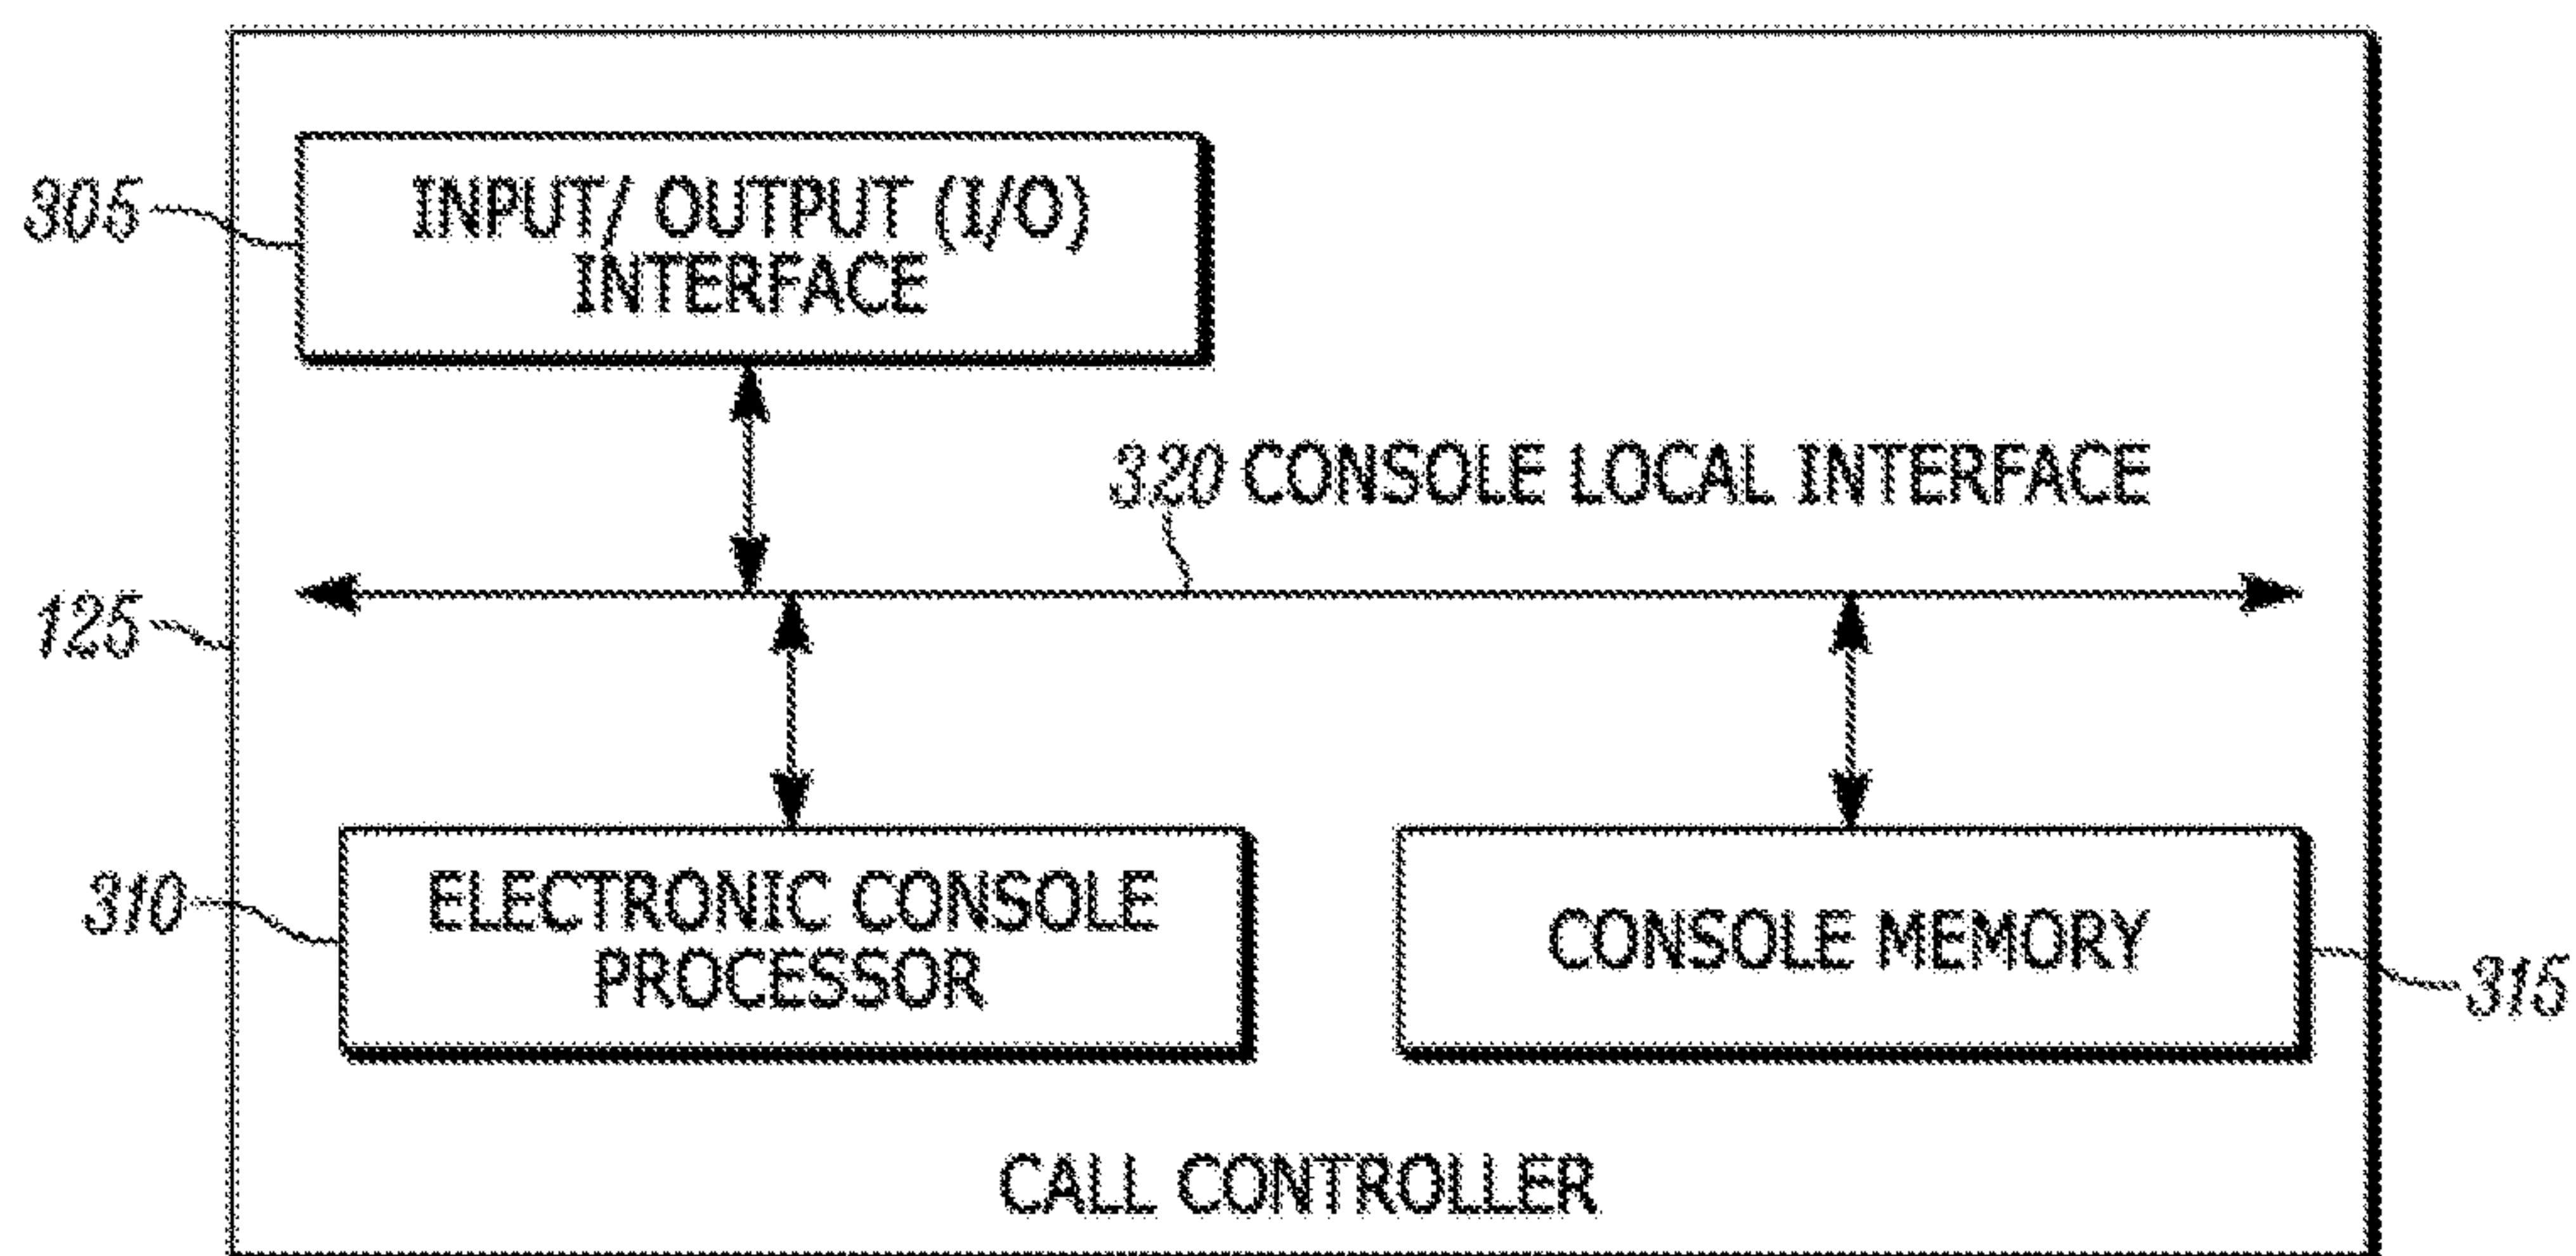 305
INPUT/ OUTPUT (I/O)
INTERFACE
320 CONSOLE LOCAL INTERFACE
125
310
ELECTRONIC CONSOLE
PROCESSOR
CONSOLE MEMORY
315
CALL CONTROLLER